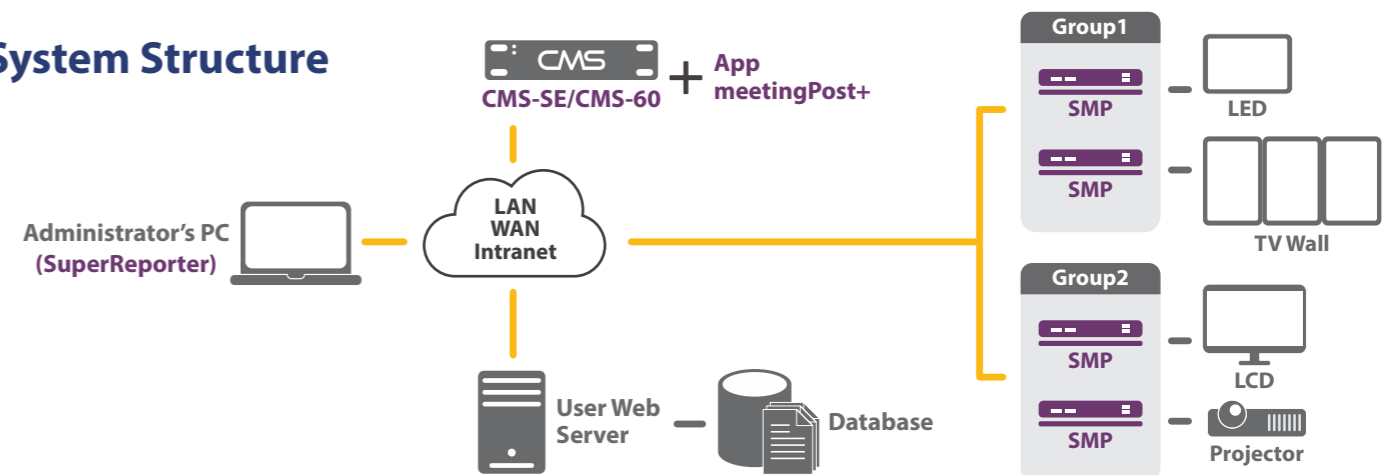 System Structure
CMS
CMS-SE/CMS-60
App
meetingPost+
Administrator's PC
(SuperReporter)
LAN
WAN
Intranet
User Web
Server
Database
Group1
SMP
LED
SMP
TV Wall
Group2
SMP
LCD
SMP
Projector